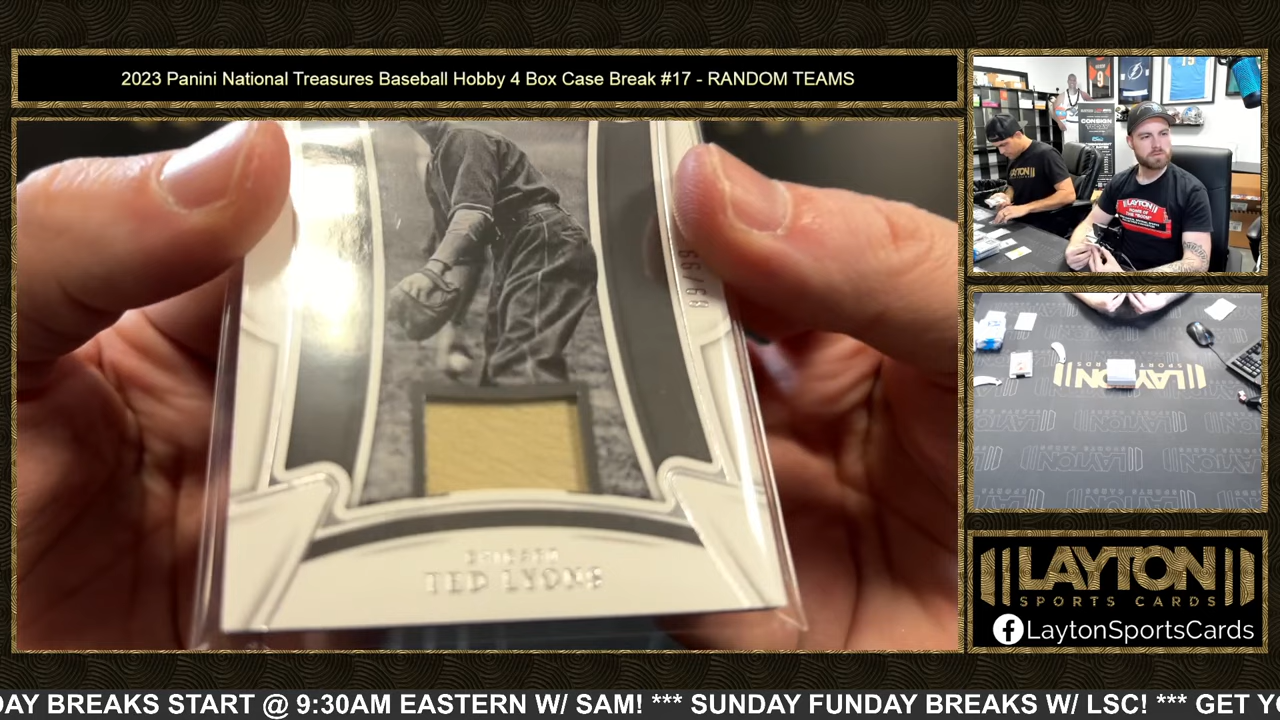 2023 Panini National Treasures Baseball Hobby 4 Box Case Break #17 - RANDOM TEAMS
CHICAGO
TED LYONS
LAYTON
SPORTS CARDS
LaytonSportsCards
DAY BREAKS START @ 9:30AM EASTERN W/ SAM! *** SUNDAY FUNDAY BREAKS W/ LSC! *** GET YO